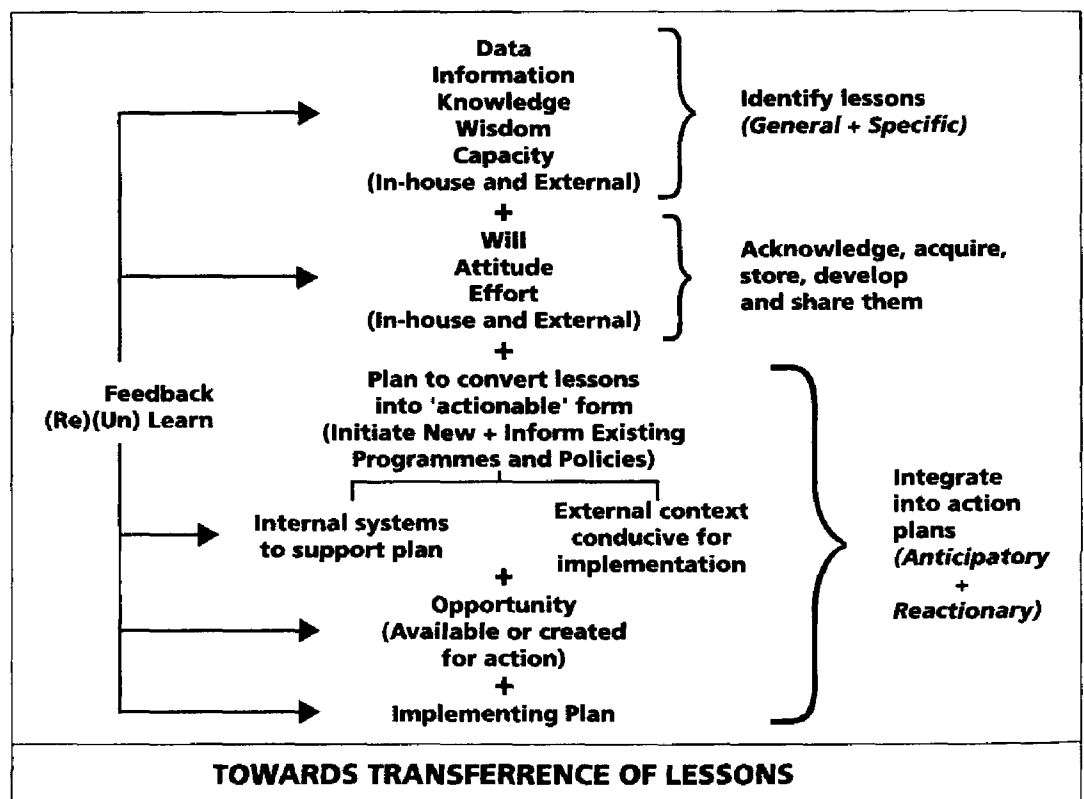 Data
Information
Knowledge
Wisdom
Capacity
(In-house and External)
Identify lessons
(General + Specific)
+
Will
Attitude
Effort
(In-house and External)
Acknowledge, acquire,
store, develop
and share them
+
Plan to convert lessons
into 'actionable' form
(Initiate New + Inform Existing
Programmes and Policies)
Feedback
(Re)(Un) Learn
Internal systems
to support plan
External context
conducive for
implementation
+
Opportunity
(Available or created
for action)
+
Implementing Plan
Integrate
into action
plans
(Anticipatory
+
Reactionary)
TOWARDS TRANSFERRENCE OF LESSONS